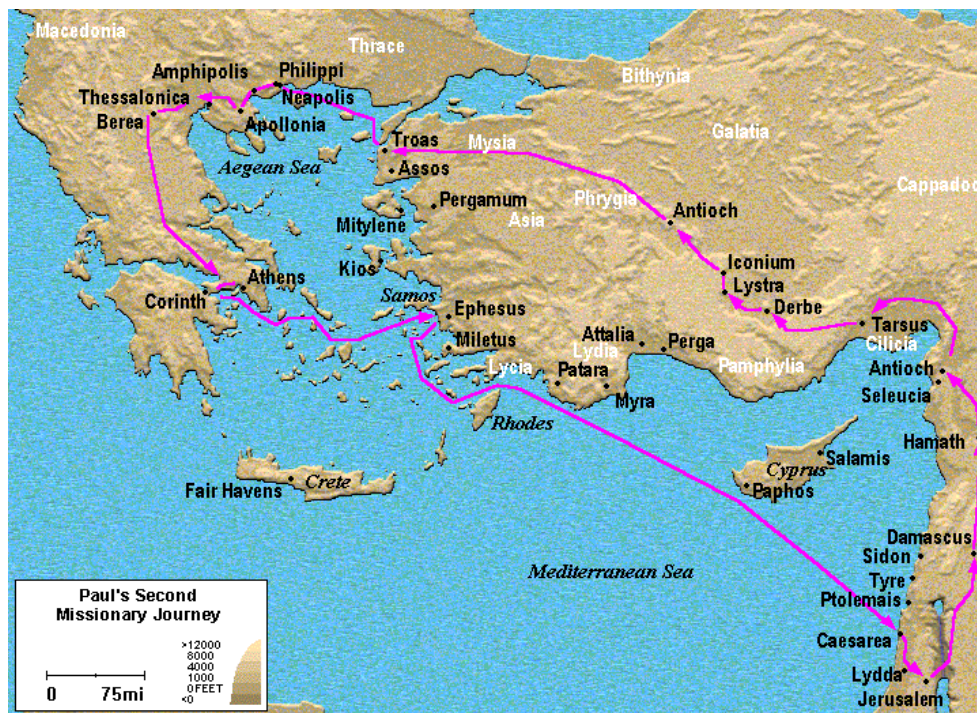 Macedonia
Thrace
Bithynia
Amphipolis
Philippi
Thessalonica
Neapolis
Berea
Apollonia
Galatia
Troas
Mysia
Aegean Sea
Assos
Cappadoc
Phrygia
Pergamum
Asia
Antioch
Mitylene
Kios
Iconium
Athens
Lystra
Samos
Corinth
Derbe
Ephesus
Tarsus
Cilicia
Miletus
Attalia
Perga
Lydia
Lycia
Pamphylia
Patara
Antioch
Myra
Seleucia
Rhodes
Hamath
Salamis
Cyprus
Crete
Paphos
Fair Havens
Damascus
Sidon
Mediterranean Sea
Tyre
Ptolemais
Caesarea
Lydda
Jerusalem
Paul's Second
Missionary Journey
>12000
8000
4000
1000
0 FEET
<0
0 75mi